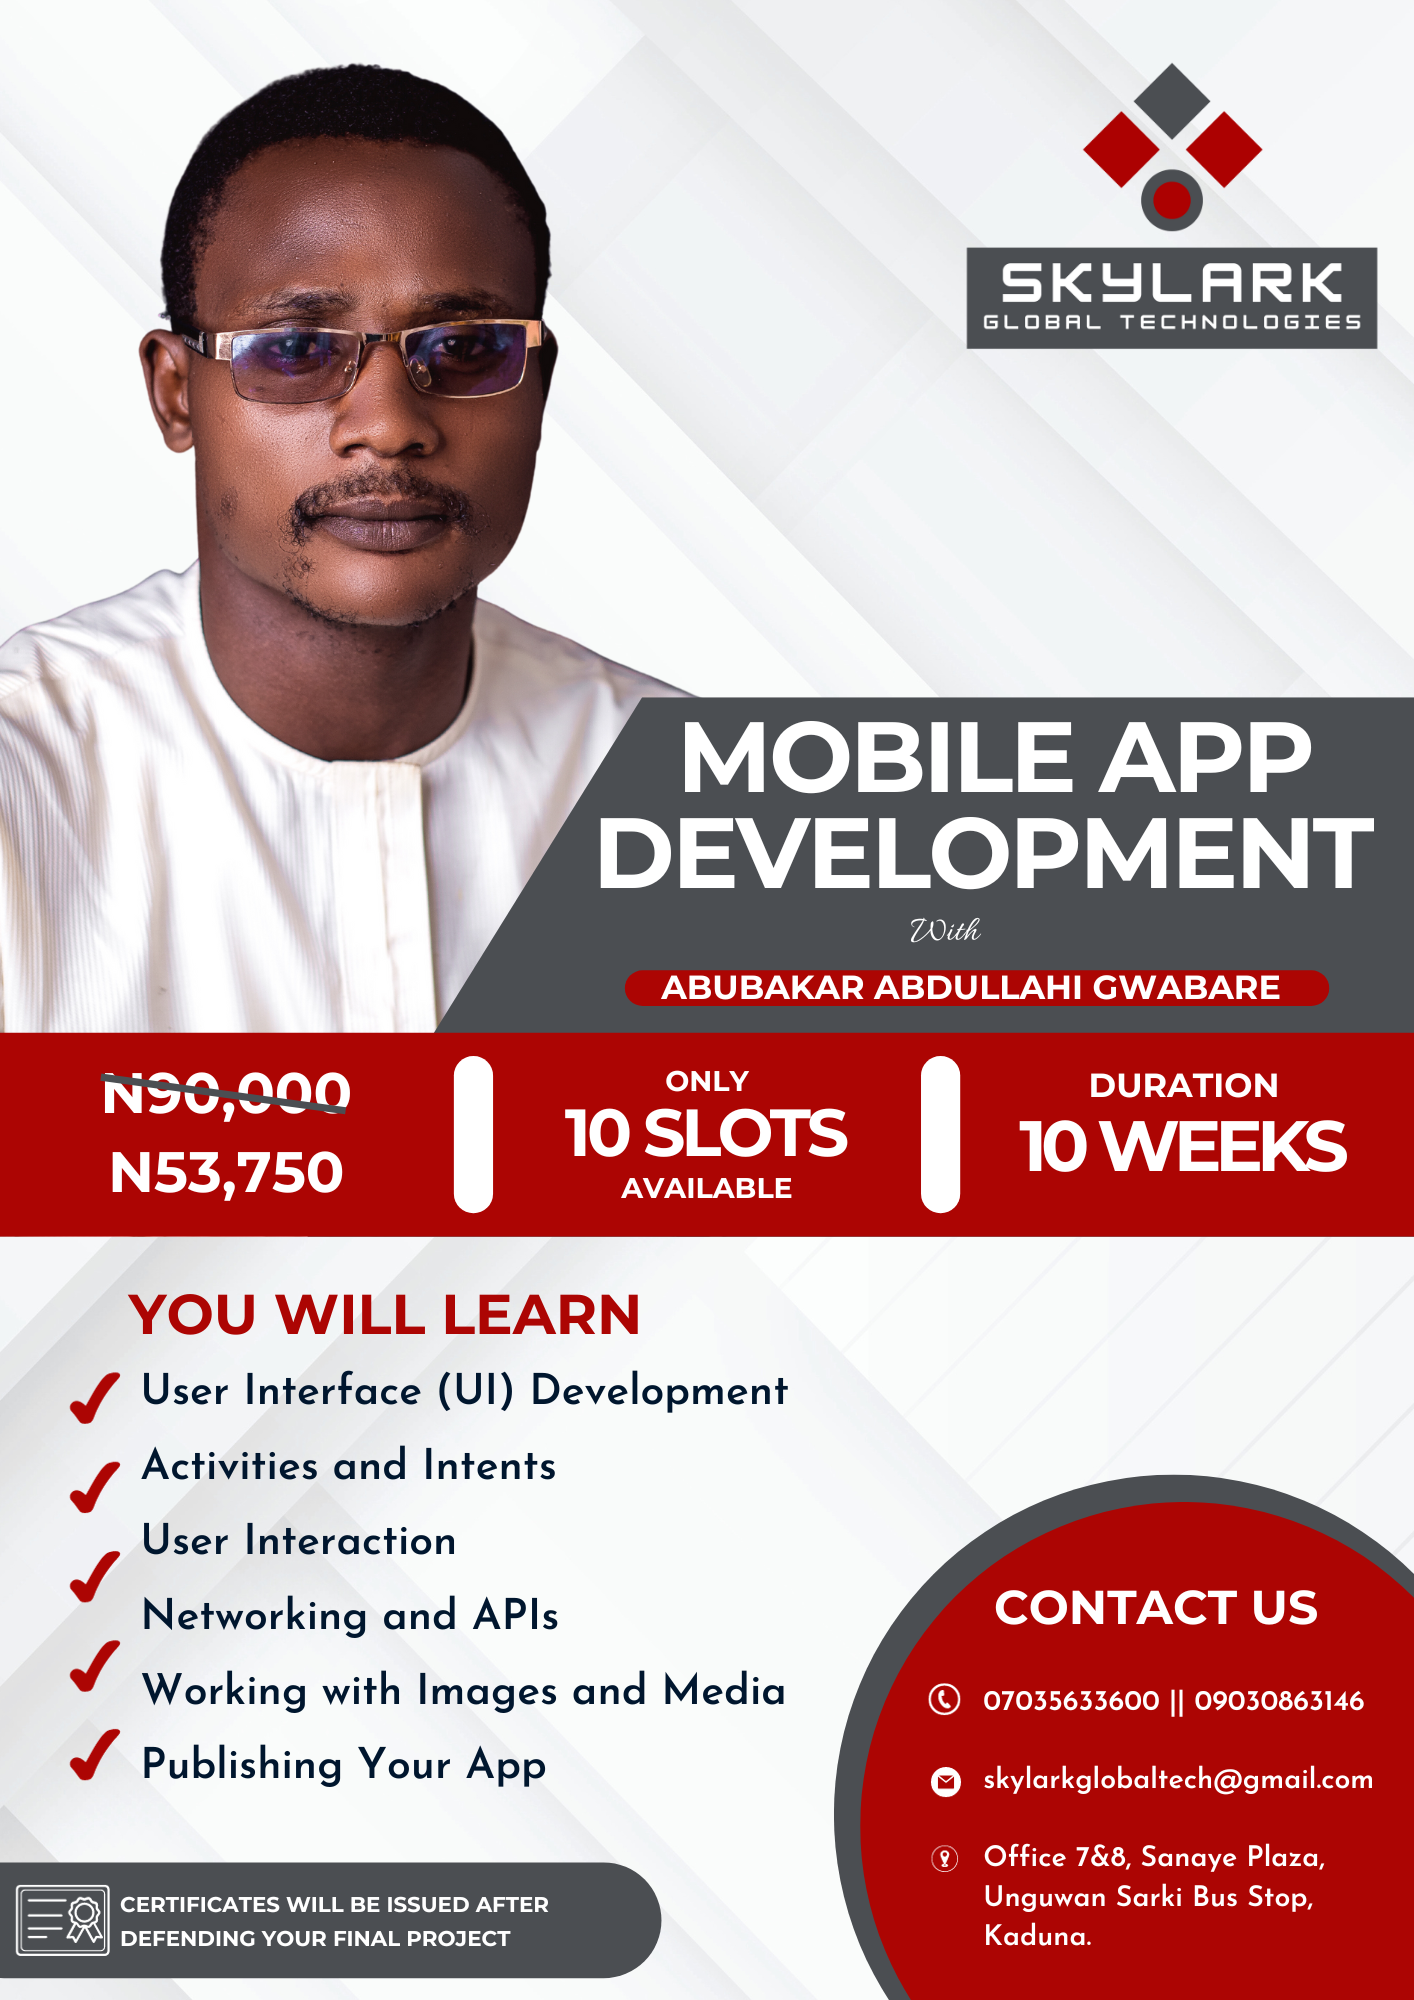 SKYLARK
GLOBAL TECHNOLOGIES
MOBILE APP
DEVELOPMENT
With
ABUBAKAR ABDULLAHI GWABARE
N90,000
N53,750
ONLY
10 SLOTS
AVAILABLE
DURATION
10 WEEKS
YOU WILL LEARN
User Interface (UI) Development
Activities and Intents
User Interaction
Networking and APIs
Working with Images and Media
Publishing Your App
CERTIFICATES WILL BE ISSUED AFTER
DEFENDING YOUR FINAL PROJECT
CONTACT US
07035633600 || 09030863146
skylarkglobaltech@gmail.com
Office 7&8, Sanaye Plaza,
Unguwan Sarki Bus Stop,
Kaduna.